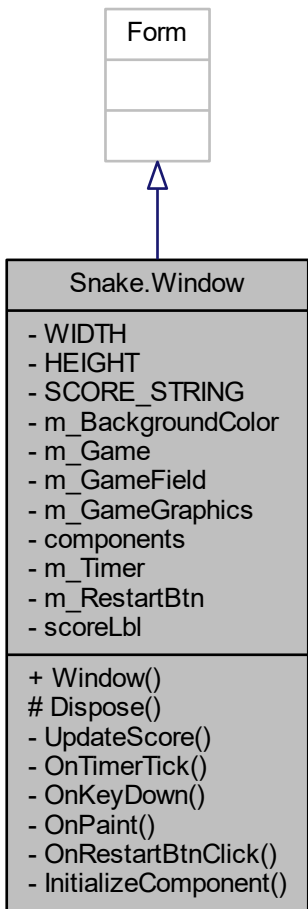 Form
Snake.Window
- WIDTH
- HEIGHT
- SCORE_STRING
- m_BackgroundColor
- m_Game
- m_GameField
- m_GameGraphics
- components
- m_Timer
- m_RestartBtn
- scoreLbl
+ Window()
# Dispose()
- UpdateScore()
- OnTimerTick()
- OnKeyDown()
- OnPaint()
- OnRestartBtnClick()
- InitializeComponent()